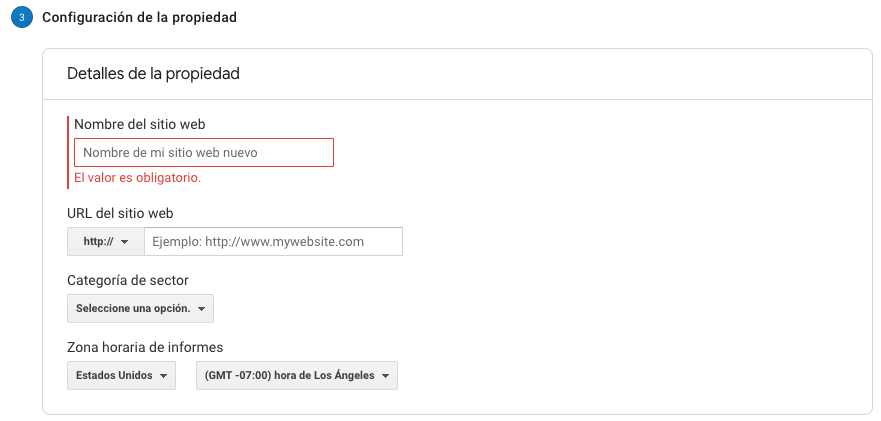 3 Configuración de la propiedad
Detalles de la propiedad
Nombre del sitio web
Nombre de mi sitio web nuevo
El valor es obligatorio.
URL del sitio web
http:// Ejemplo: http://www.mywebsite.com
Categoría de sector
Seleccione una opción.
Zona horaria de informes
Estados Unidos (GMT -07:00) hora de Los Ángeles